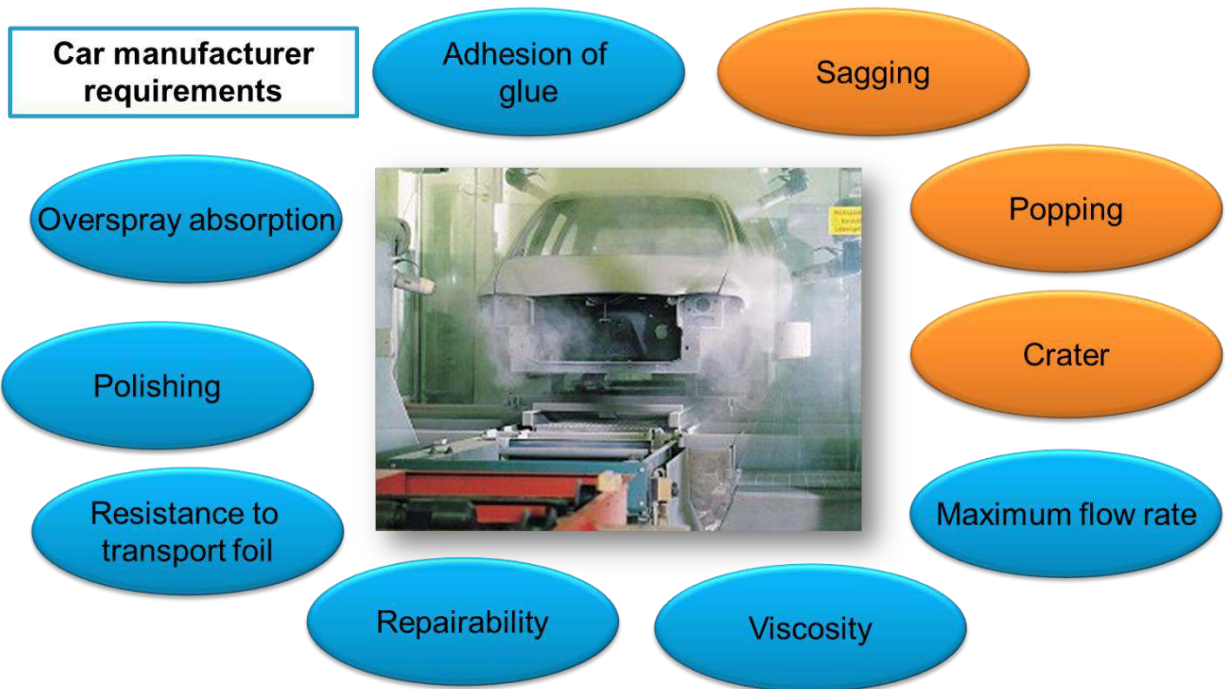 Car manufacturer
requirements
Adhesion of
glue
Sagging
Overspray absorption
Popping
Polishing
Crater
Resistance to
transport foil
Maximum flow rate
Repairability
Viscosity